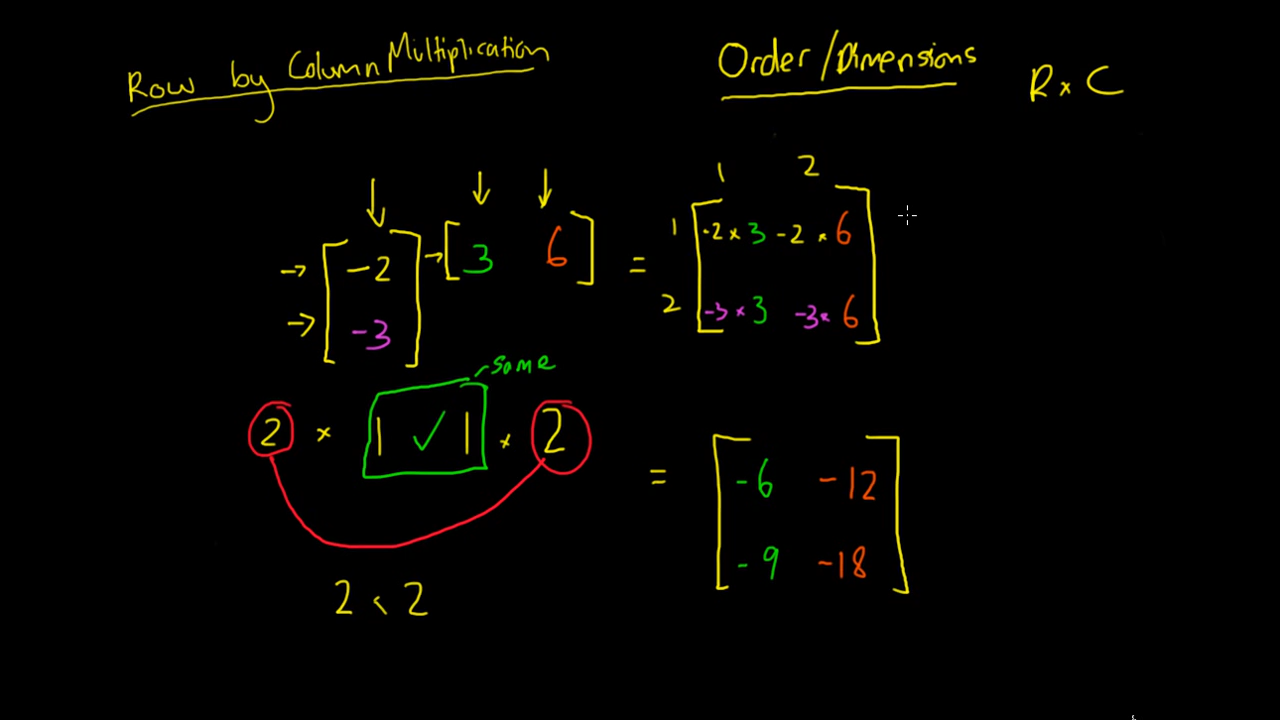 Row by Column Multiplication
Order/Dimensions
R × C
1 2
[-2 -3] [3 6] = 1 [-2 × 3 -2 × 6
2 -3 × 3 -3 × 6]
same
2 × 1 ✓ 1 × 2
= [-6 -12
-9 -18]
2 × 2